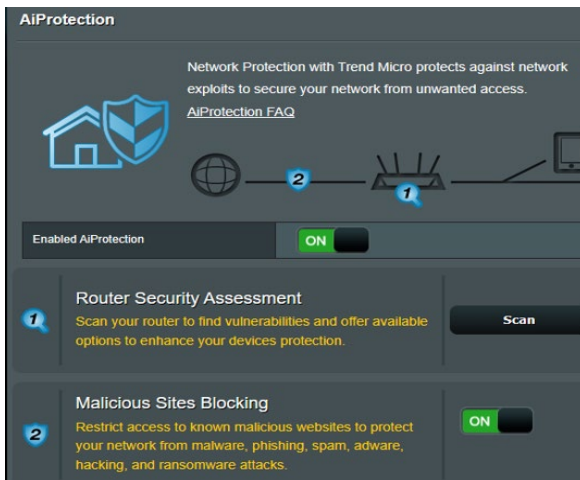 AiProtection
Network Protection with Trend Micro protects against network
exploits to secure your network from unwanted access.
AiProtection FAQ
2
1
Enabled AiProtection
ON
1
Router Security Assessment
Scan your router to find vulnerabilities and offer available
options to enhance your devices protection.
Scan
2
Malicious Sites Blocking
Restrict access to known malicious websites to protect
your network from malware, phishing, spam, adware,
hacking, and ransomware attacks.
ON